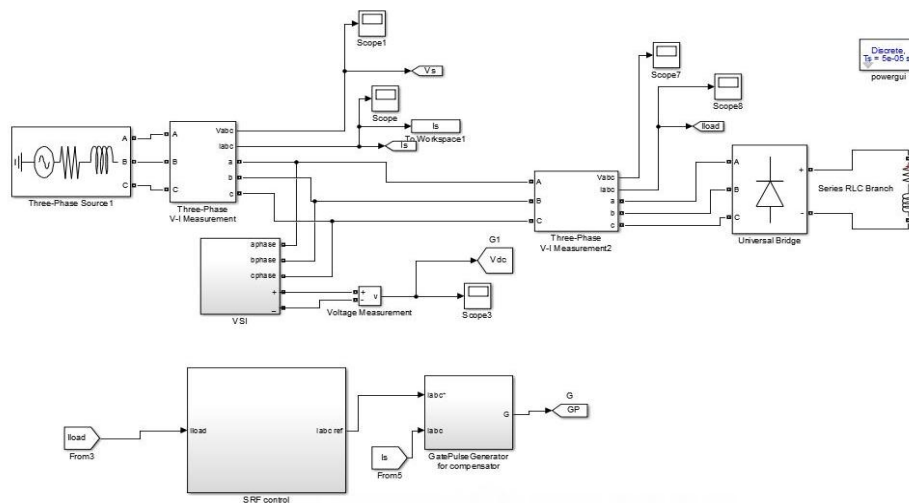 Scope1
Vs
Scope
Is
To Workspace1
Is
A
B
C
Three-Phase Source1
A
B
C
Vabc
Iabc
a
b
c
Three-Phase
V-I Measurement
Scope7
Scope8
Iload
Discrete,
Ts = 5e-05 s
powergui
A
B
C
Vabc
Iabc
a
b
c
Three-Phase
V-I Measurement2
A
B
C
+
-
Universal Bridge
Series RLC Branch
aphase
bphase
cphase
+
−
VSI
+
-
v
Voltage Measurement
G1
Vdc
Scope3
Iload
From3
Iload
Iabc ref
SRF control
Iabc*
Iabc
G
GatePulse Generator
for compensator
Is
From5
G
GP